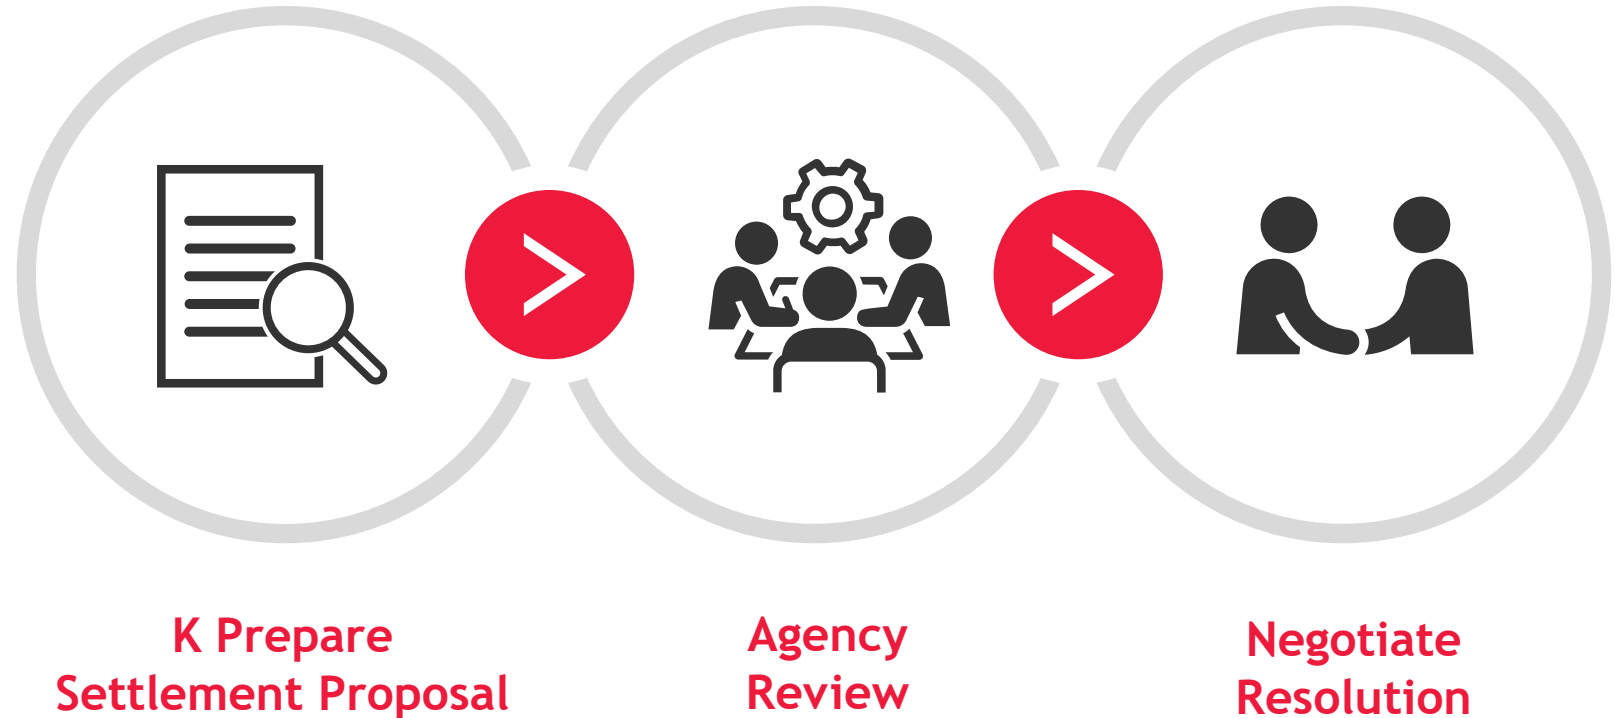 K Prepare
Settlement Proposal
Agency
Review
Negotiate
Resolution